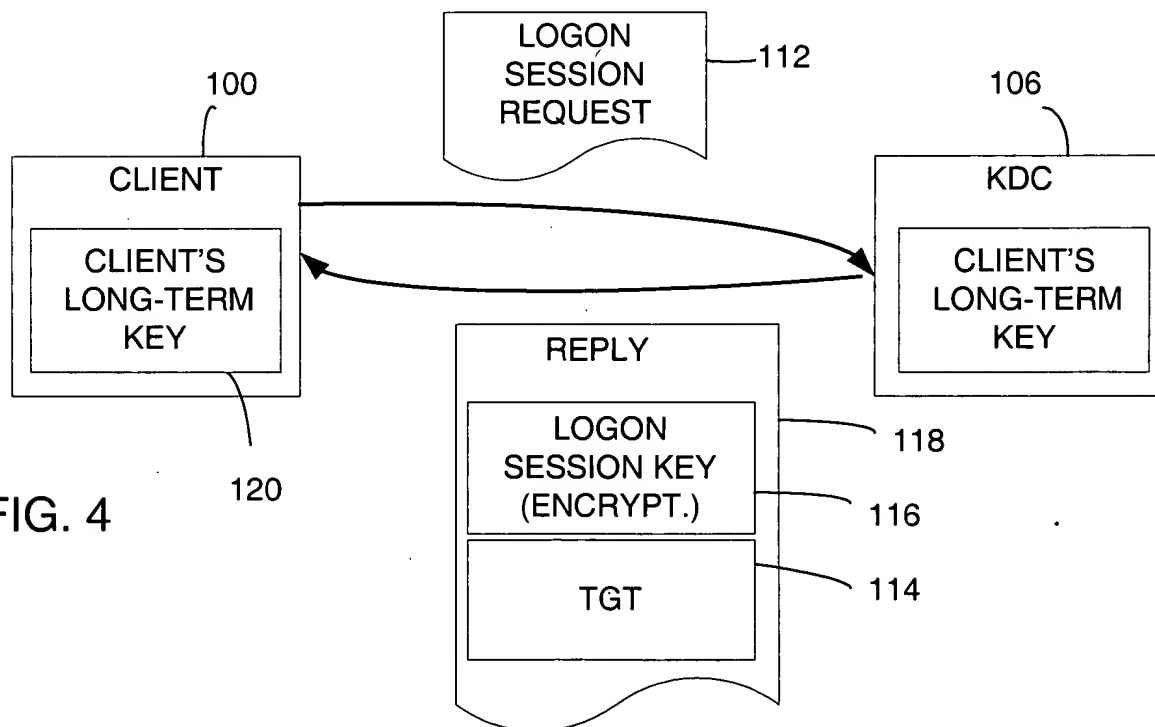 LOGON
SESSION
REQUEST
112
100
106
CLIENT
KDC
CLIENT'S
LONG-TERM
KEY
CLIENT'S
LONG-TERM
KEY
120
REPLY
LOGON
SESSION KEY
(ENCRYPT.)
118
116
TGT
114
FIG. 4